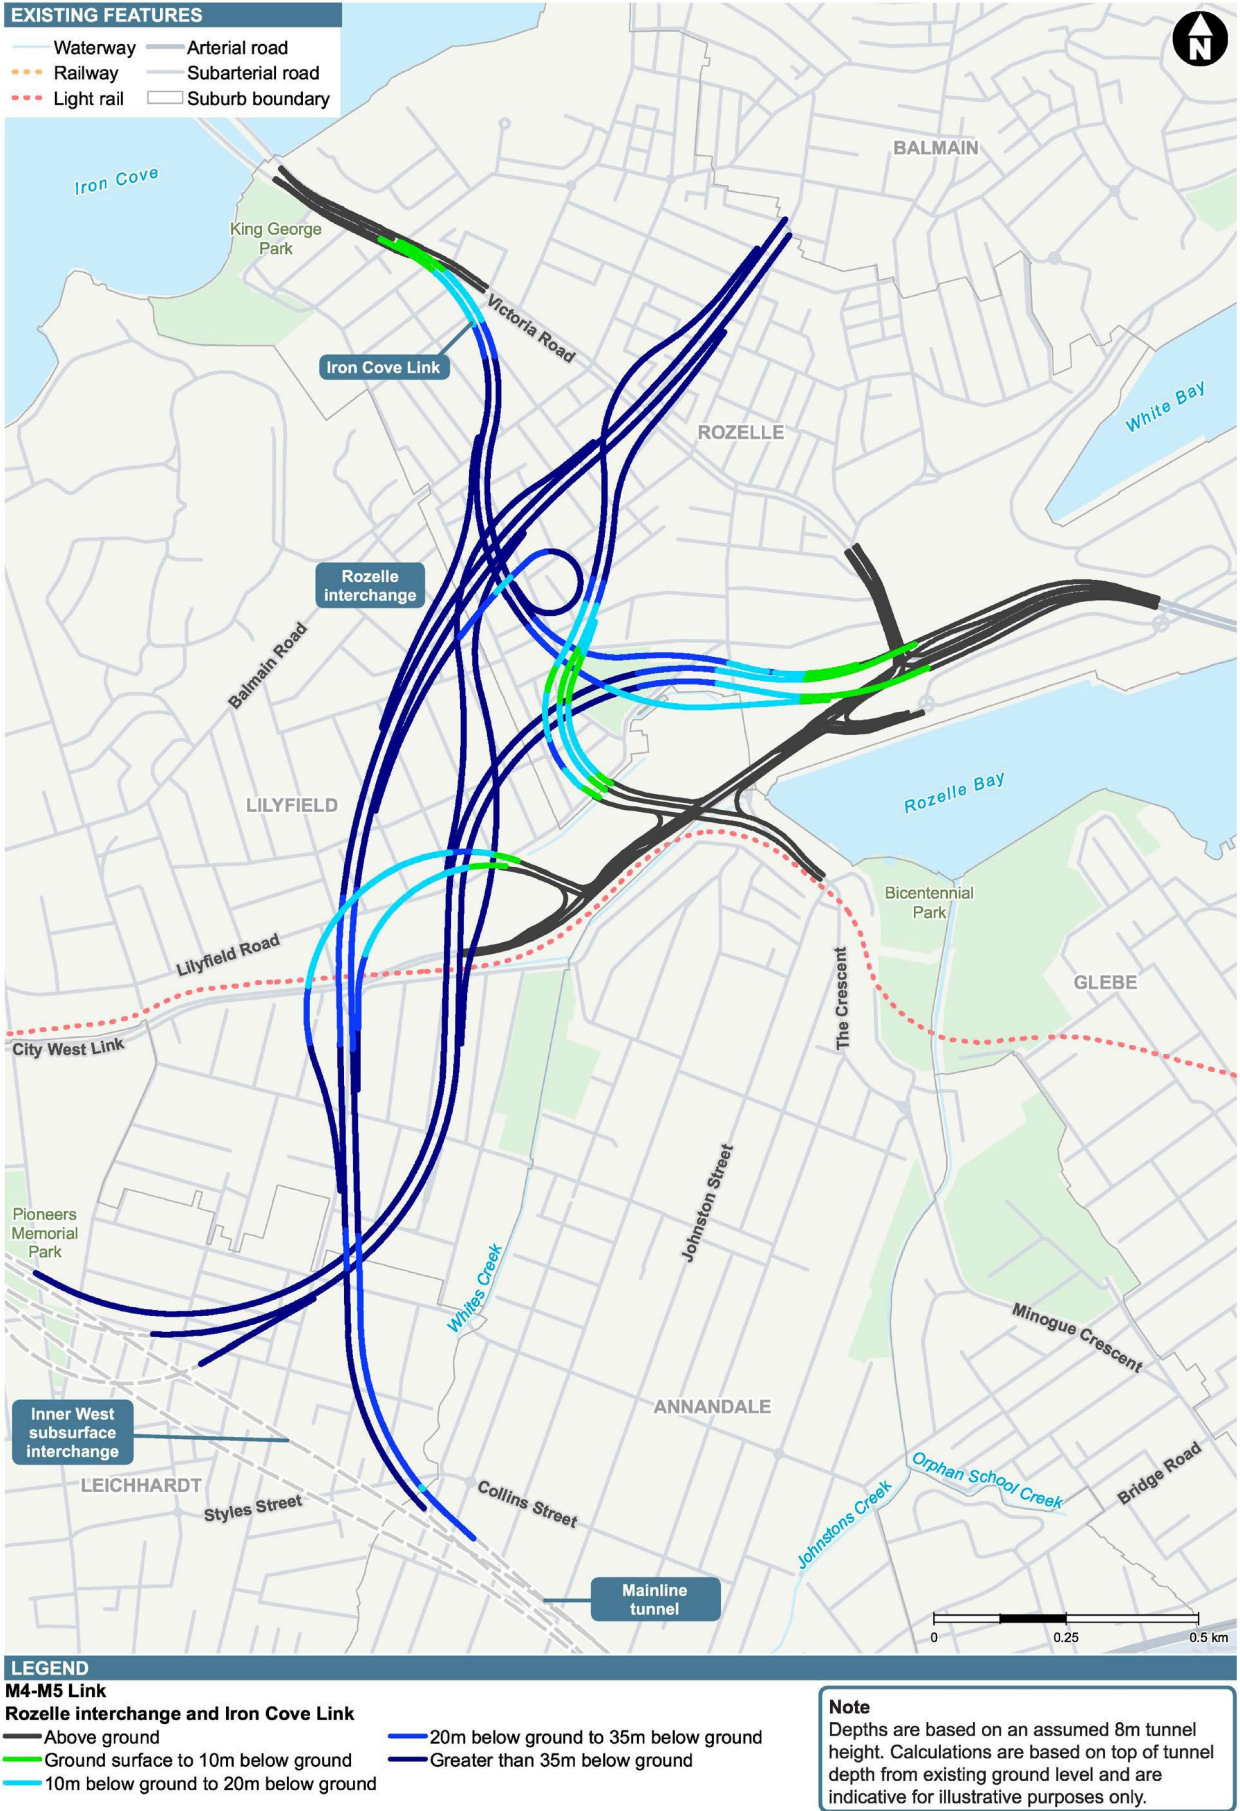 EXISTING FEATURES
Waterway
Arterial road
Railway
Subarterial road
Light rail
Suburb boundary
N
BALMAIN
Iron Cove
King George
Park
Victoria Road
Iron Cove Link
White Bay
ROZELLE
Rozelle
interchange
Balmain Road
LILYFIELD
Rozelle Bay
Bicentennial
Park
Lilyfield Road
The Crescent
GLEBE
City West Link
Johnston Street
Pioneers
Memorial
Park
Whites Creek
Minogue Crescent
ANNANDALE
Inner West
subsurface
interchange
LEICHHARDT
Styles Street
Collins Street
Orphan School Creek
Bridge Road
Johnstons Creek
Mainline
tunnel
0
0.25
0.5 km
LEGEND
M4-M5 Link
Rozelle interchange and Iron Cove Link
Above ground
Ground surface to 10m below ground
10m below ground to 20m below ground
20m below ground to 35m below ground
Greater than 35m below ground
Note
Depths are based on an assumed 8m tunnel
height. Calculations are based on top of tunnel
depth from existing ground level and are
indicative for illustrative purposes only.